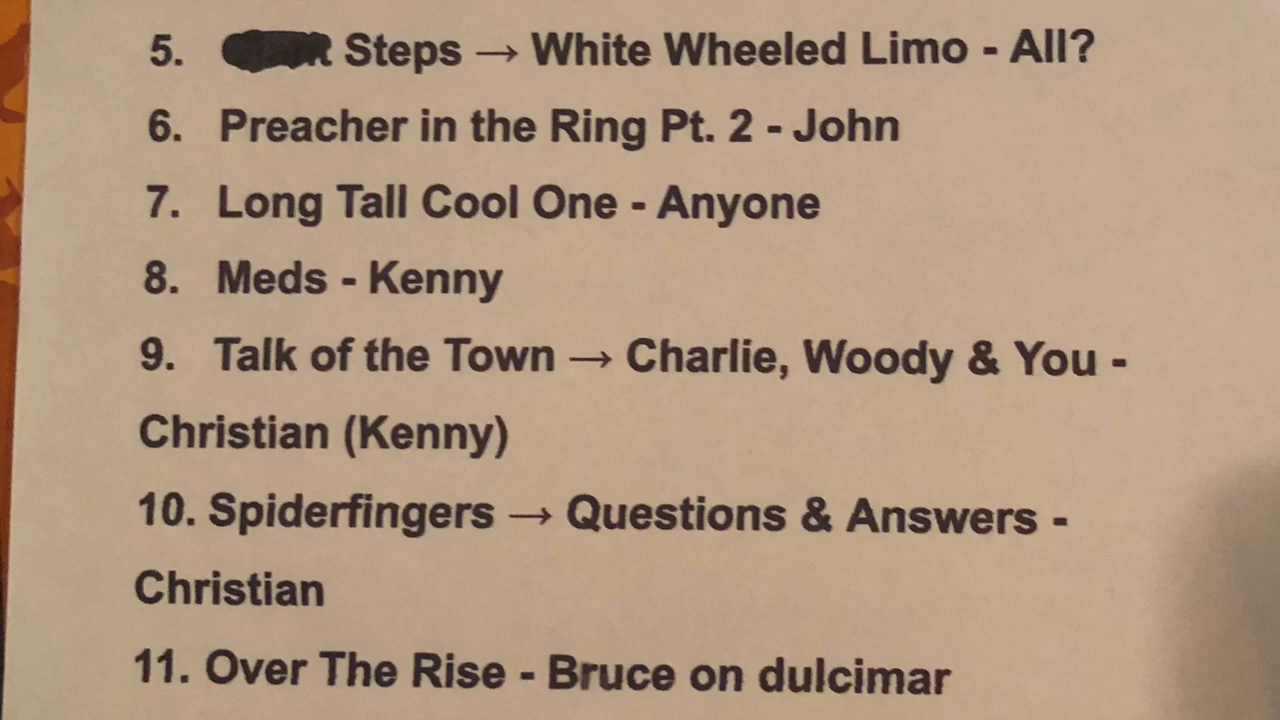 5. Steps → White Wheeled Limo - All?
6. Preacher in the Ring Pt. 2 - John
7. Long Tall Cool One - Anyone
8. Meds - Kenny
9. Talk of the Town → Charlie, Woody & You -
Christian (Kenny)
10. Spiderfingers → Questions & Answers -
Christian
11. Over The Rise - Bruce on dulcimar